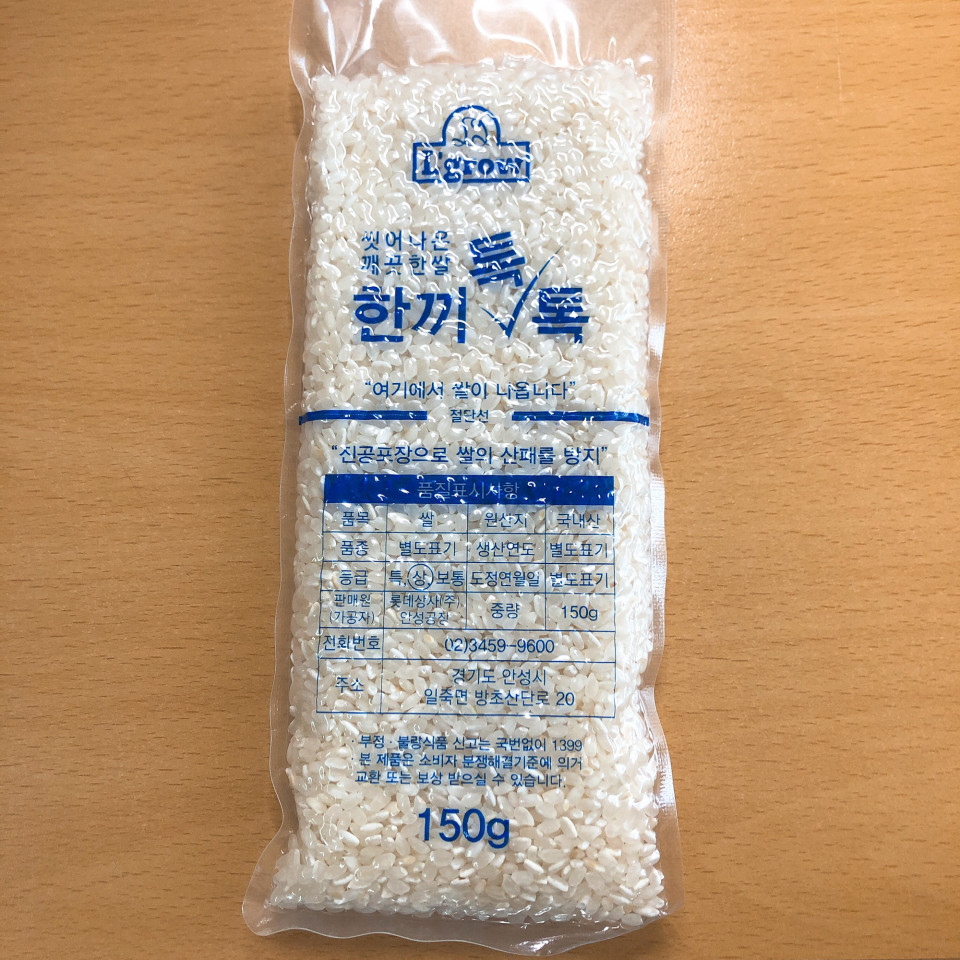 L'grow
씻어나온
깨끗한쌀
톡
한끼 톡
“여기에서 쌀이 나옵니다”
절단선
“진공포장으로 쌀의 산패를 방지”
품질표시사항
품목 쌀 원산지 국내산
품종 별도표기 생산연도 별도표기
등급 특,상,보통 도정연월일 별도표기
판매원 (가공자) 롯데상사(주) 안성공장 중량 150g
전화번호 02)3459-9600
주소 경기도 안성시
일죽면 방초산단로 20
부정·불량식품 신고는 국번없이 1399
본 제품은 소비자 분쟁해결기준에 의거
교환 또는 보상 받으실 수 있습니다.
150g